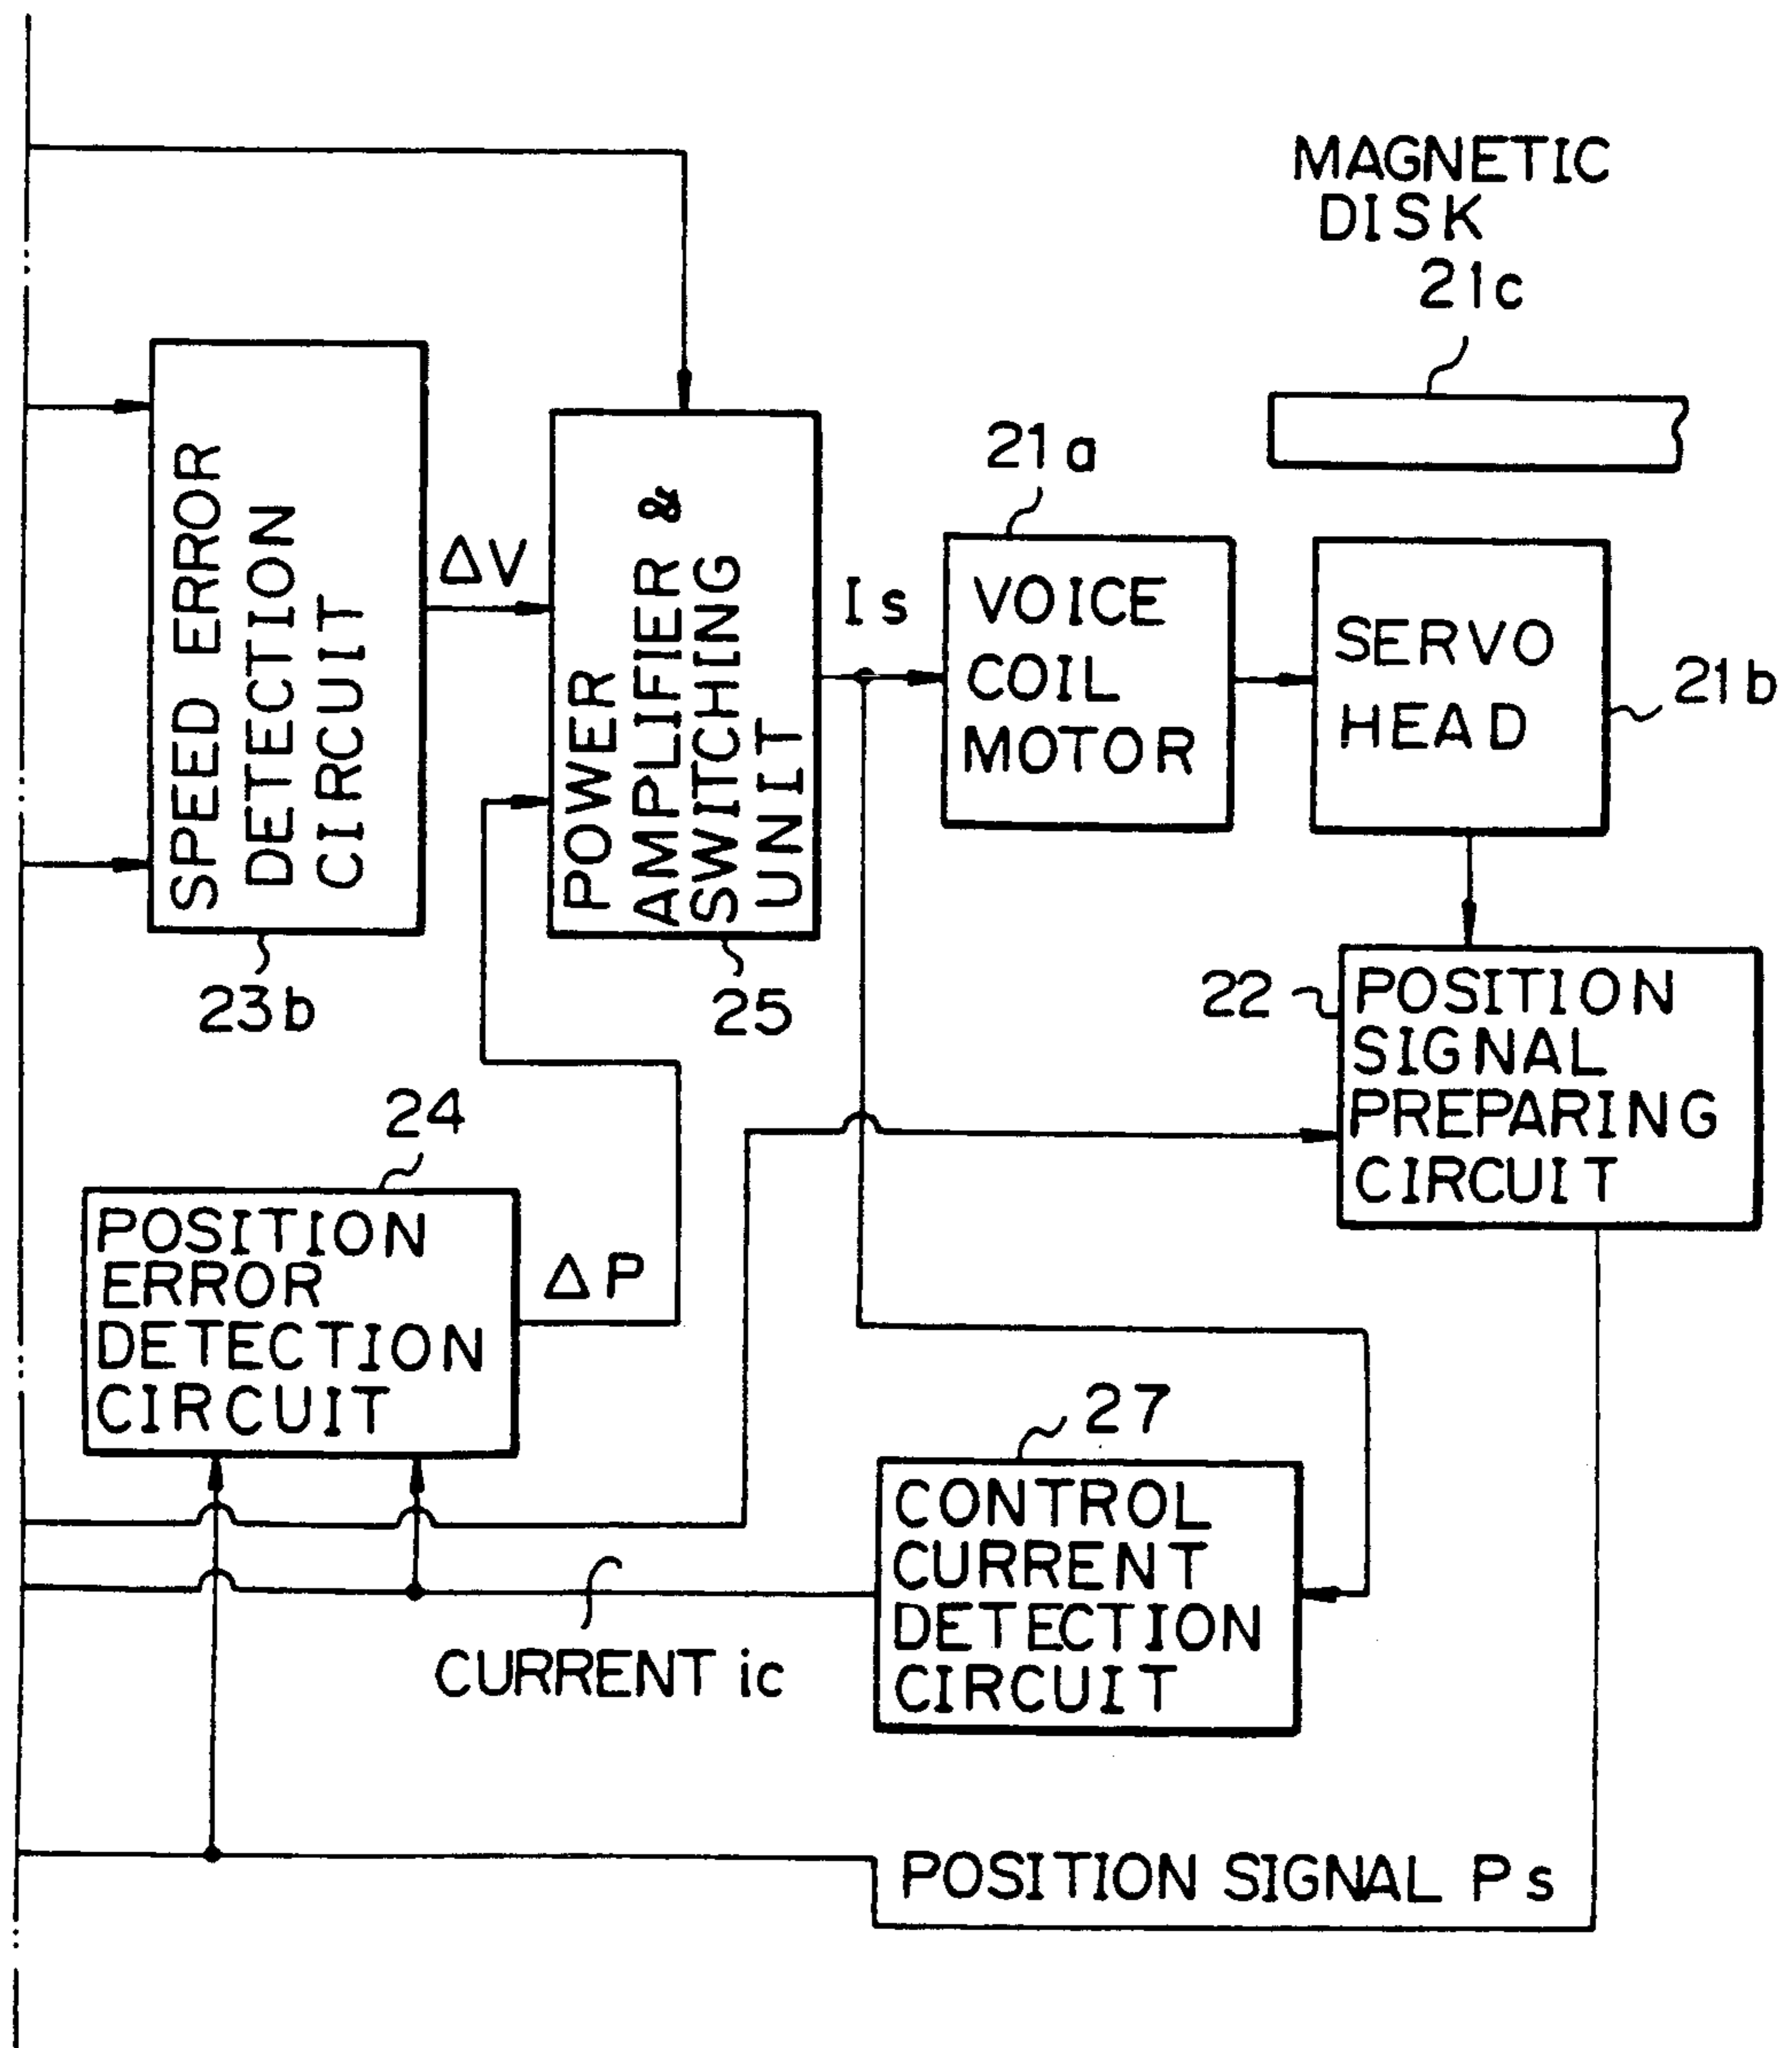 MAGNETIC
DISK
21c
SPEED ERROR
DETECTION
CIRCUIT
23b
ΔV
POWER
AMPLIFIER &
SWITCHING
UNIT
25
Is
21a
VOICE
COIL
MOTOR
SERVO
HEAD
21b
22
POSITION
SIGNAL
PREPARING
CIRCUIT
24
POSITION
ERROR
DETECTION
CIRCUIT
ΔP
27
CONTROL
CURRENT
DETECTION
CIRCUIT
CURRENT ic
POSITION SIGNAL Ps